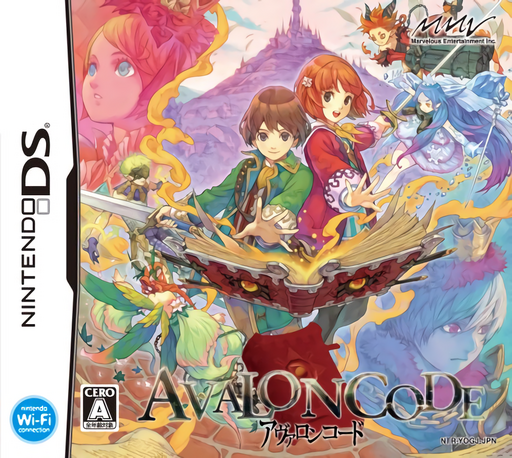 NINTENDO DS
MMV
Marvelous Entertainment Inc.
AVALON CODE
アヴァロンコード
CERO
A
全年齢対象
nintendo
Wi-Fi
connection
NTR-YOGJ-JPN